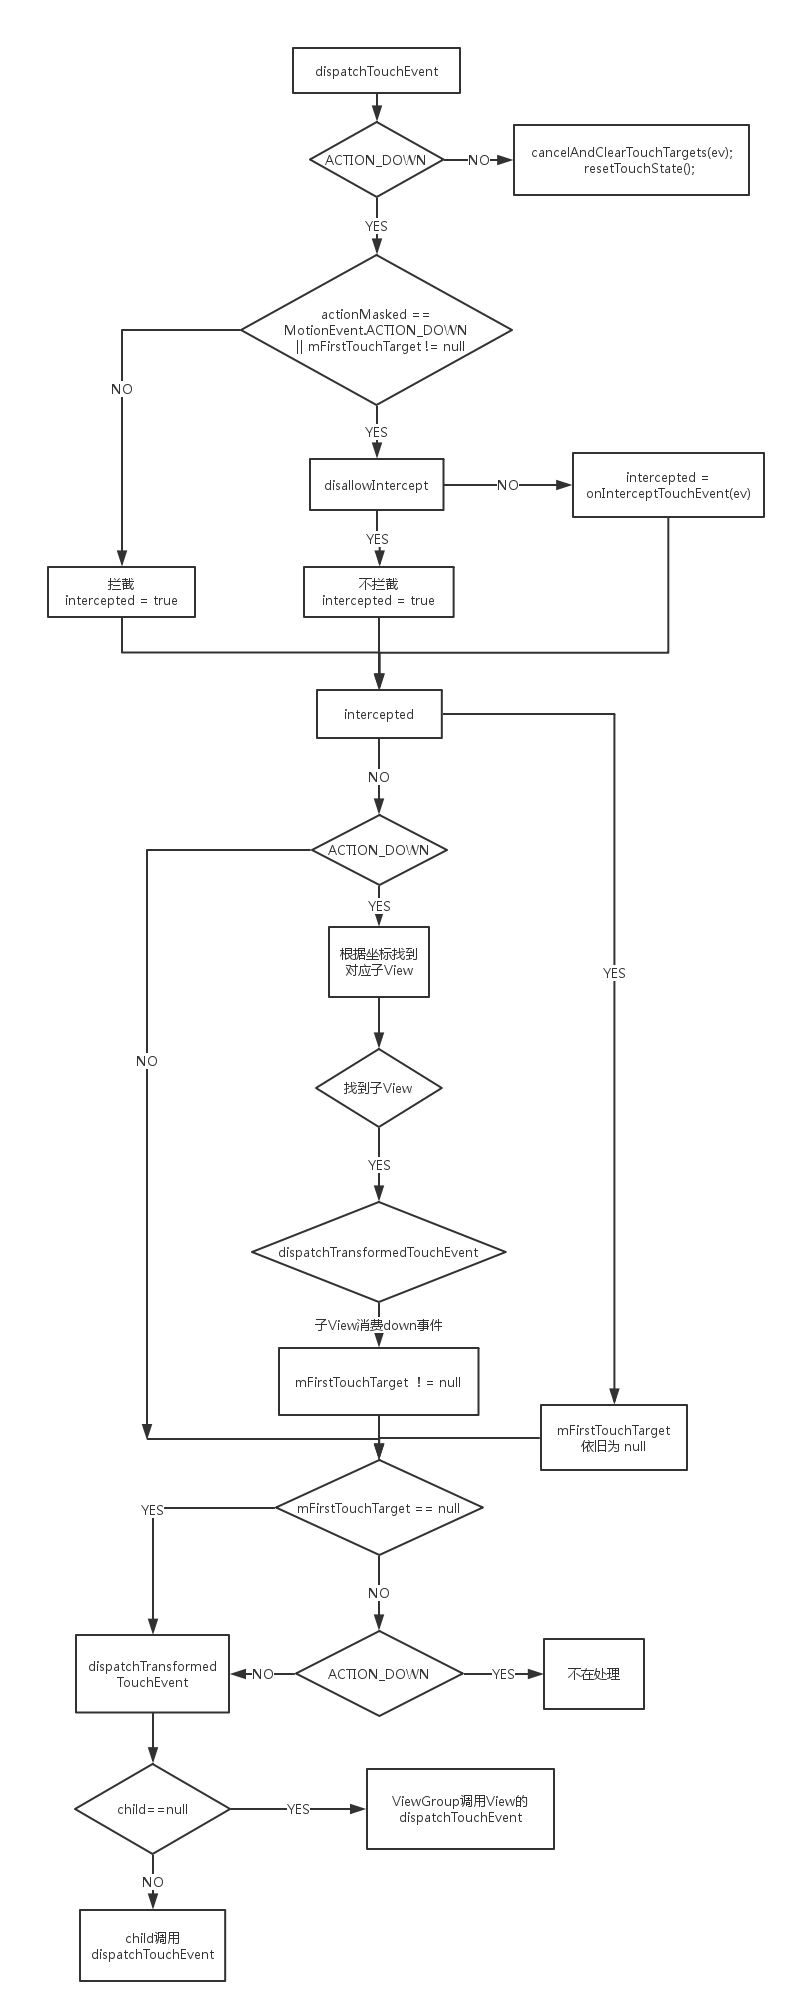 dispatchTouchEvent
ACTION_DOWN
NO
cancelAndClearTouchTargets(ev);
resetTouchState();
YES
actionMasked ==
MotionEvent.ACTION_DOWN
|| mFirstTouchTarget != null
NO
YES
disallowIntercept
NO
intercepted =
onInterceptTouchEvent(ev)
YES
拦截
intercepted = true
不拦截
intercepted = true
intercepted
NO
ACTION_DOWN
YES
根据坐标找到
对应子View
YES
NO
找到子View
YES
dispatchTransformedTouchEvent
子View消费down事件
mFirstTouchTarget ！= null
mFirstTouchTarget
依旧为 null
mFirstTouchTarget == null
YES
NO
dispatchTransformed
TouchEvent
NO
ACTION_DOWN
YES
不在处理
child==null
YES
ViewGroup调用View的
dispatchTouchEvent
NO
child调用
dispatchTouchEvent